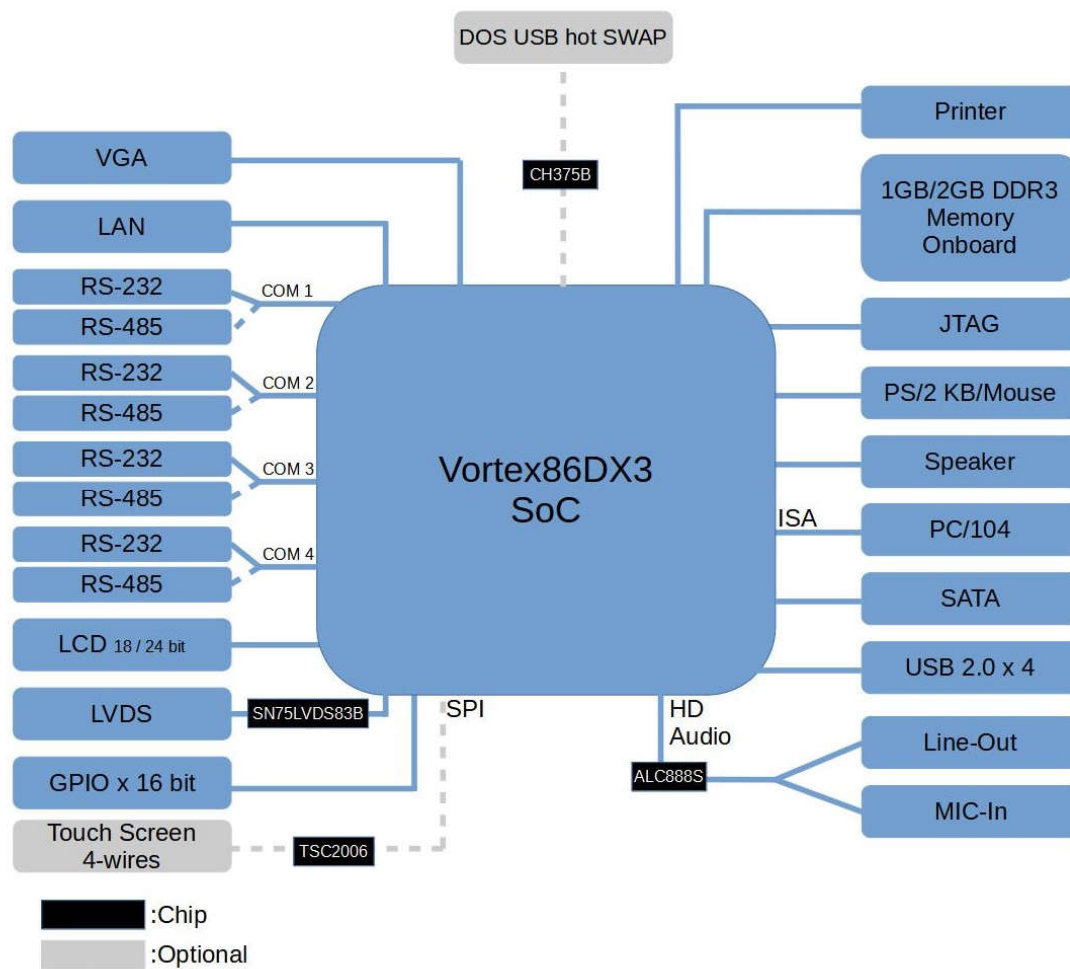 DOS USB hot SWAP
CH375B
VGA
LAN
RS-232
RS-485
COM 1
RS-232
RS-485
COM 2
RS-232
RS-485
COM 3
RS-232
RS-485
COM 4
LCD 18 / 24 bit
LVDS
SN75LVDS83B
GPIO x 16 bit
Touch Screen
4-wires
TSC2006
SPI
Vortex86DX3
SoC
HD
Audio
ALC888S
ISA
Printer
1GB/2GB DDR3
Memory
Onboard
JTAG
PS/2 KB/Mouse
Speaker
PC/104
SATA
USB 2.0 x 4
Line-Out
MIC-In
:Chip
:Optional